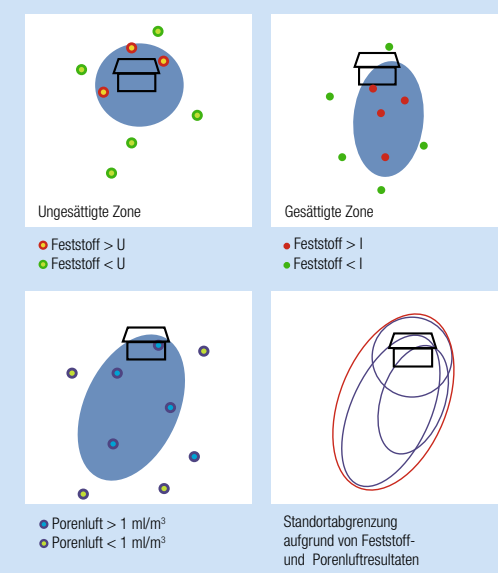 Ungesättigte Zone
Feststoff > U
Feststoff < U
Gesättigte Zone
Feststoff > I
Feststoff < I
Porenluft > 1 ml/m³
Porenluft < 1 ml/m³
Standortabgrenzung
aufgrund von Feststoff-
und Porenluftresultaten